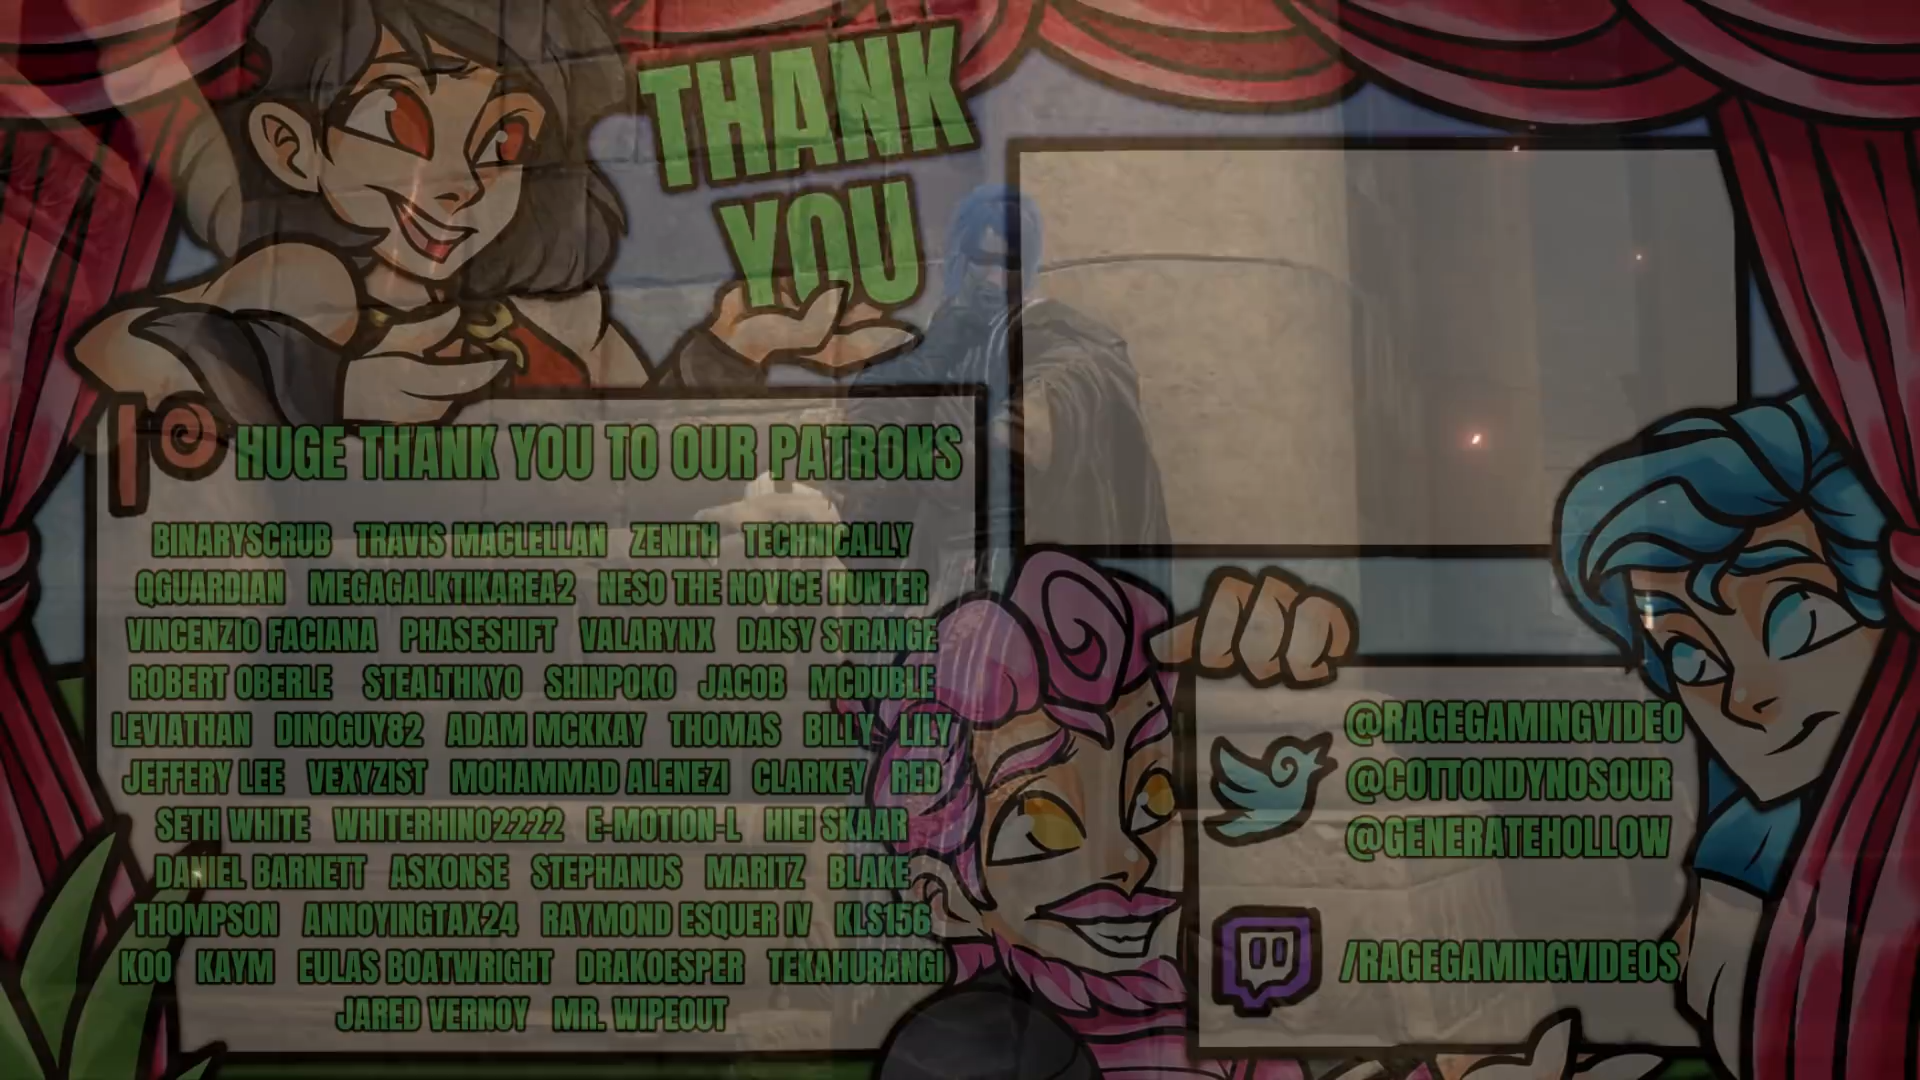 THANK
YOU
HUGE THANK YOU TO OUR PATRONS
BINARYSCRUB TRAVIS MACLELLAN ZENITH TECHNICALLY
QGUARDIAN MEGAGALKTIKAREA2 NESO THE NOVICE HUNTER
VINCENZIO FACIANA PHASESHIFT VALARYNX DAISY STRANGE
ROBERT OBERLE STEALTHKYO SHINPOKO JACOB MCDUBLE
LEVIATHAN DINOGUY82 ADAM MCKKAY THOMAS BILLY LILY
JEFFERY LEE VEXYZIST MOHAMMAD ALENEZI CLARKEY RED
SETH WHITE WHITERHINO2222 E-MOTION-L HIEI SKAAR
DANIEL BARNETT ASKONSE STEPHANUS MARITZ BLAKE
THOMPSON ANNOYINGTAX24 RAYMOND ESQUER IV KLS156
KOO KAYM EULAS BOATWRIGHT DRAKOESPER TEKAHURANGI
JARED VERNOY MR. WIPEOUT
@RAGEGAMINGVIDEO
@COTTONDYNOSOUR
@GENERATEHOLLOW
/RAGEGAMINGVIDEOS